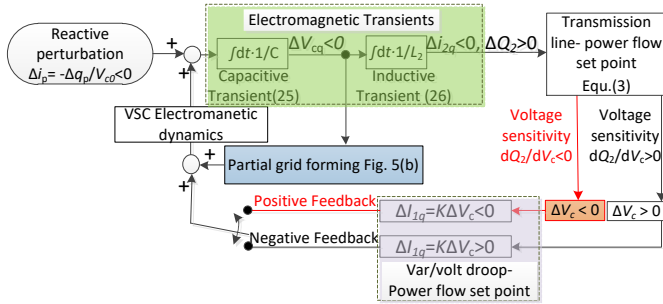 Electromagnetic Transients
Reactive
perturbation
Δi_p= -Δq_p/V_c0<0
+
+
∫dt·1/C
ΔV_cq<0
∫dt·1/L_2
Δi_2q<0,
ΔQ_2>0
Capacitive
Transient(25)
Inductive
Transient (26)
Transmission
line- power flow
set point
Equ.(3)
VSC Electromanetic
dynamics
Voltage
sensitivity
dQ_2/dV_c<0
Voltage
sensitivity
dQ_2/dV_c>0
+
+
Partial grid forming Fig. 5(b)
Positive Feedback
ΔI_1q=KΔV_c<0
ΔV_c < 0
ΔV_c > 0
Negative Feedback
ΔI_1q=KΔV_c>0
Var/volt droop-
Power flow set point